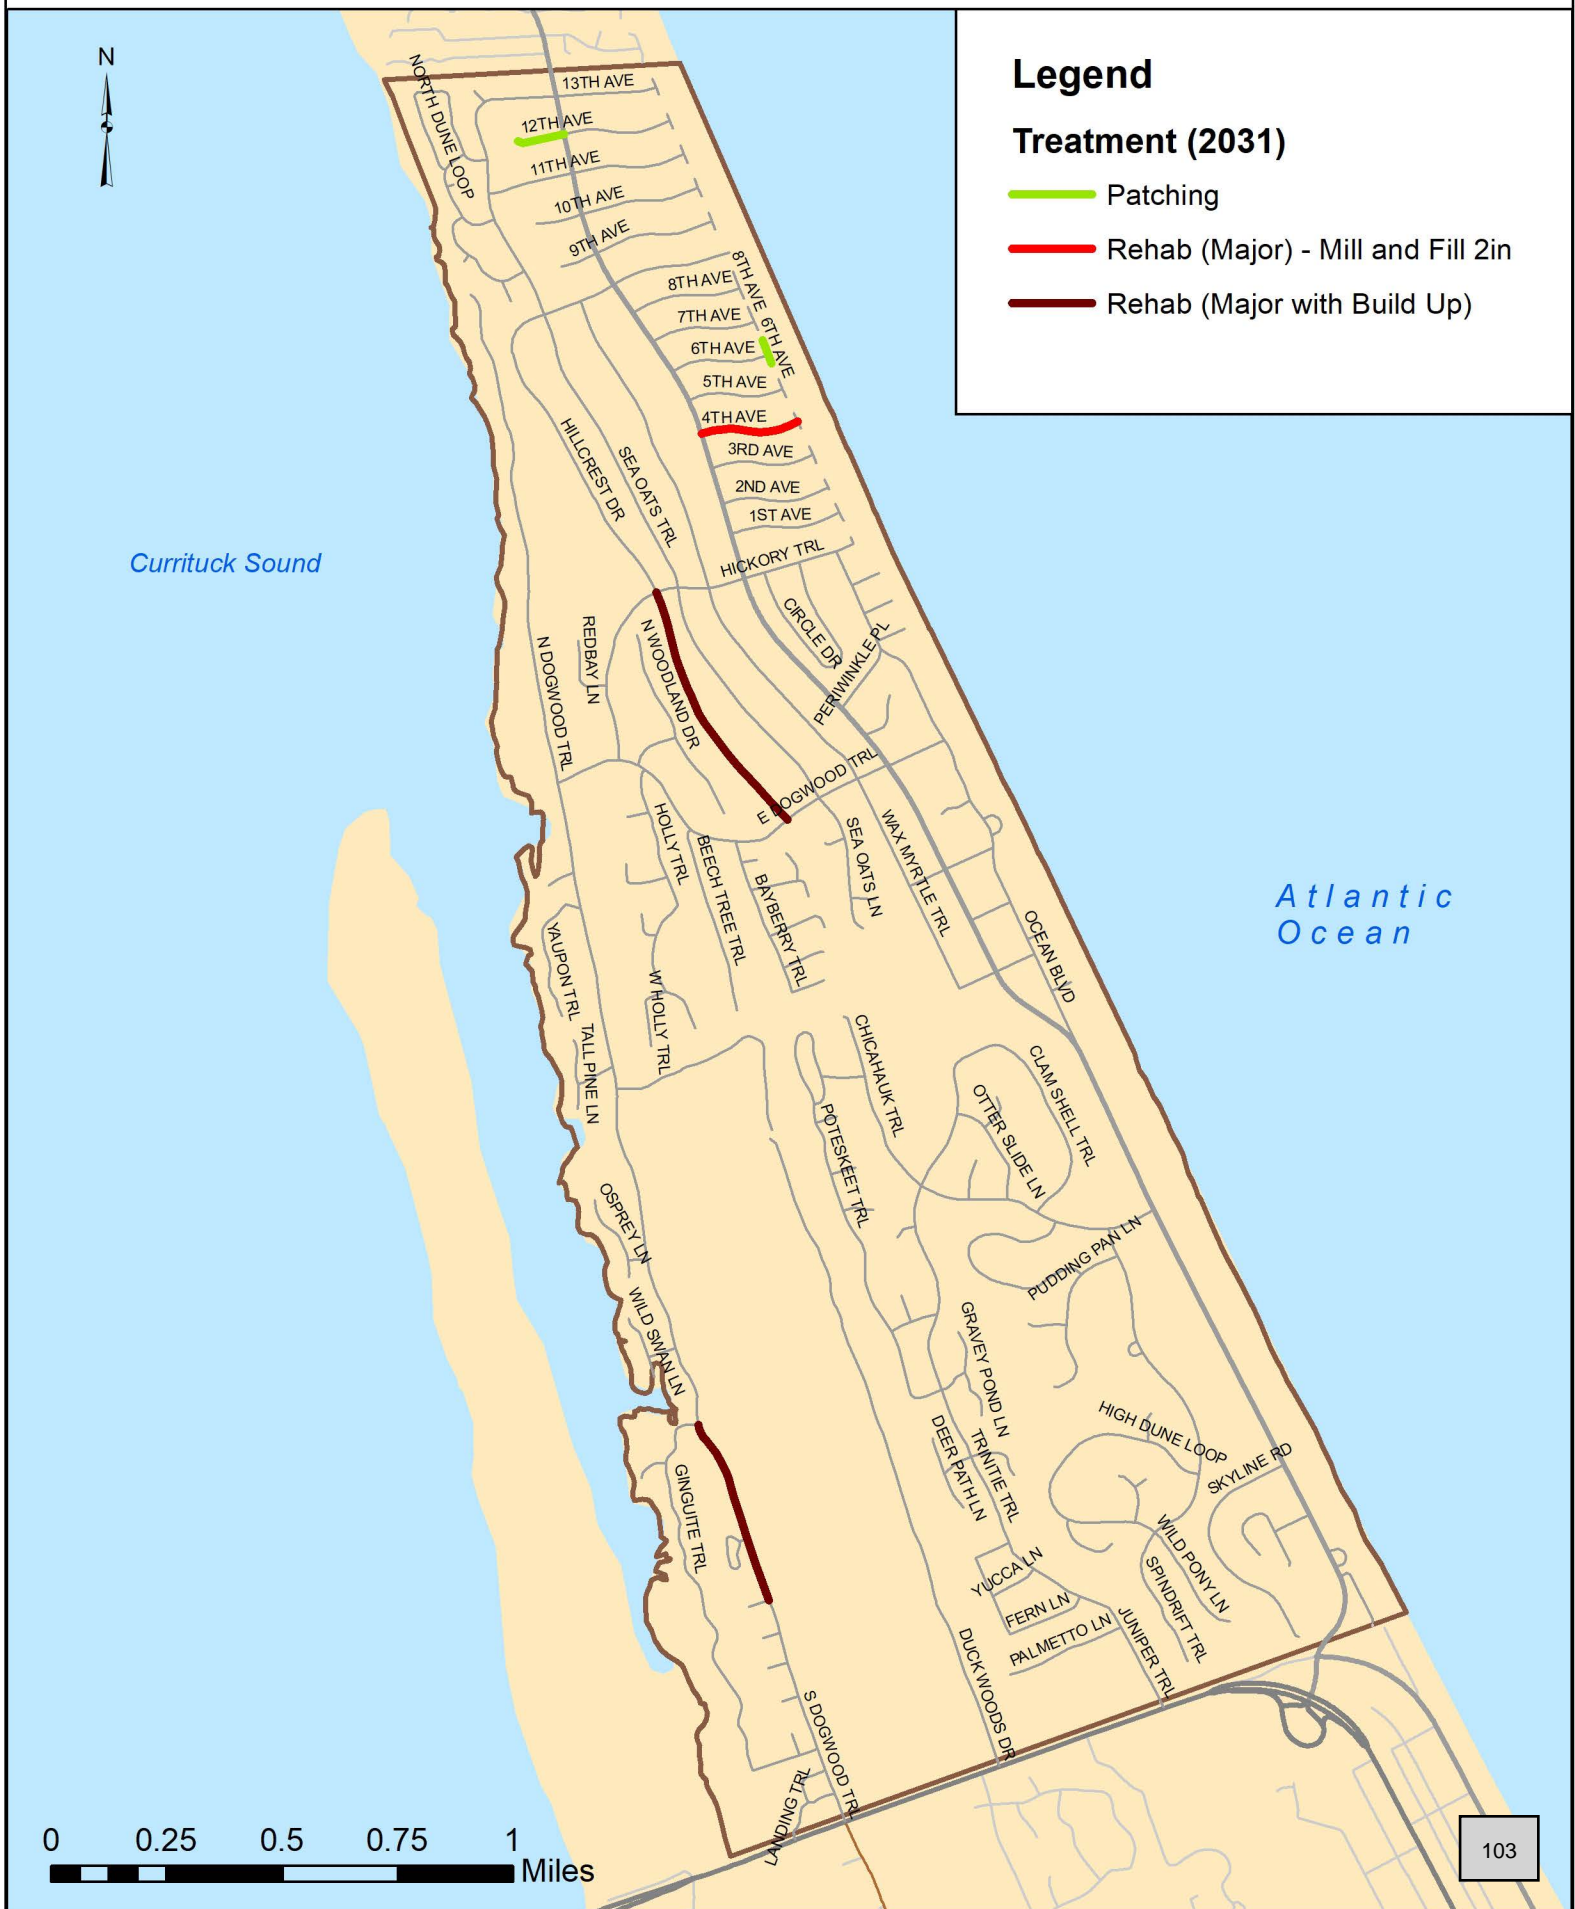 N
Legend
Treatment (2031)
Patching
Rehab (Major) - Mill and Fill 2in
Rehab (Major with Build Up)
13TH AVE
NORTH DUNE LOOP
12TH AVE
11TH AVE
10TH AVE
9TH AVE
8TH AVE
8TH AVE
7TH AVE
6TH AVE
6TH AVE
5TH AVE
4TH AVE
3RD AVE
2ND AVE
1ST AVE
HILLCREST DR
SEA OATS TRL
HICKORY TRL
Currituck Sound
CIRCLE DR
PERIWINKLE PL
REDBAY LN
N WOODLAND DR
N DOGWOOD TRL
E DOGWOOD TRL
HOLLY TRL
BEECH TREE TRL
BAYBERRY TRL
SEA OATS LN
WAX MYRTLE TRL
Atlantic
Ocean
OCEAN BLVD
YAUPON TRL
W HOLLY TRL
TALL PINE LN
CHICAHAUK TRL
CLAM SHELL TRL
OTTER SLIDE LN
POTESKEET TRL
OSPREY LN
PUDDING PAN LN
WILD SWAN LN
GRAVEY POND LN
HIGH DUNE LOOP
SKYLINE RD
DEER PATH LN
TRINITIE TRL
GINGUITE TRL
WILD PONY LN
SPINDRIFT TRL
YUCCA LN
FERN LN
PALMETTO LN
JUNIPER TRL
DUCK WOODS DR
S DOGWOOD TRL
LANDING TRL
0 0.25 0.5 0.75 1
Miles
103